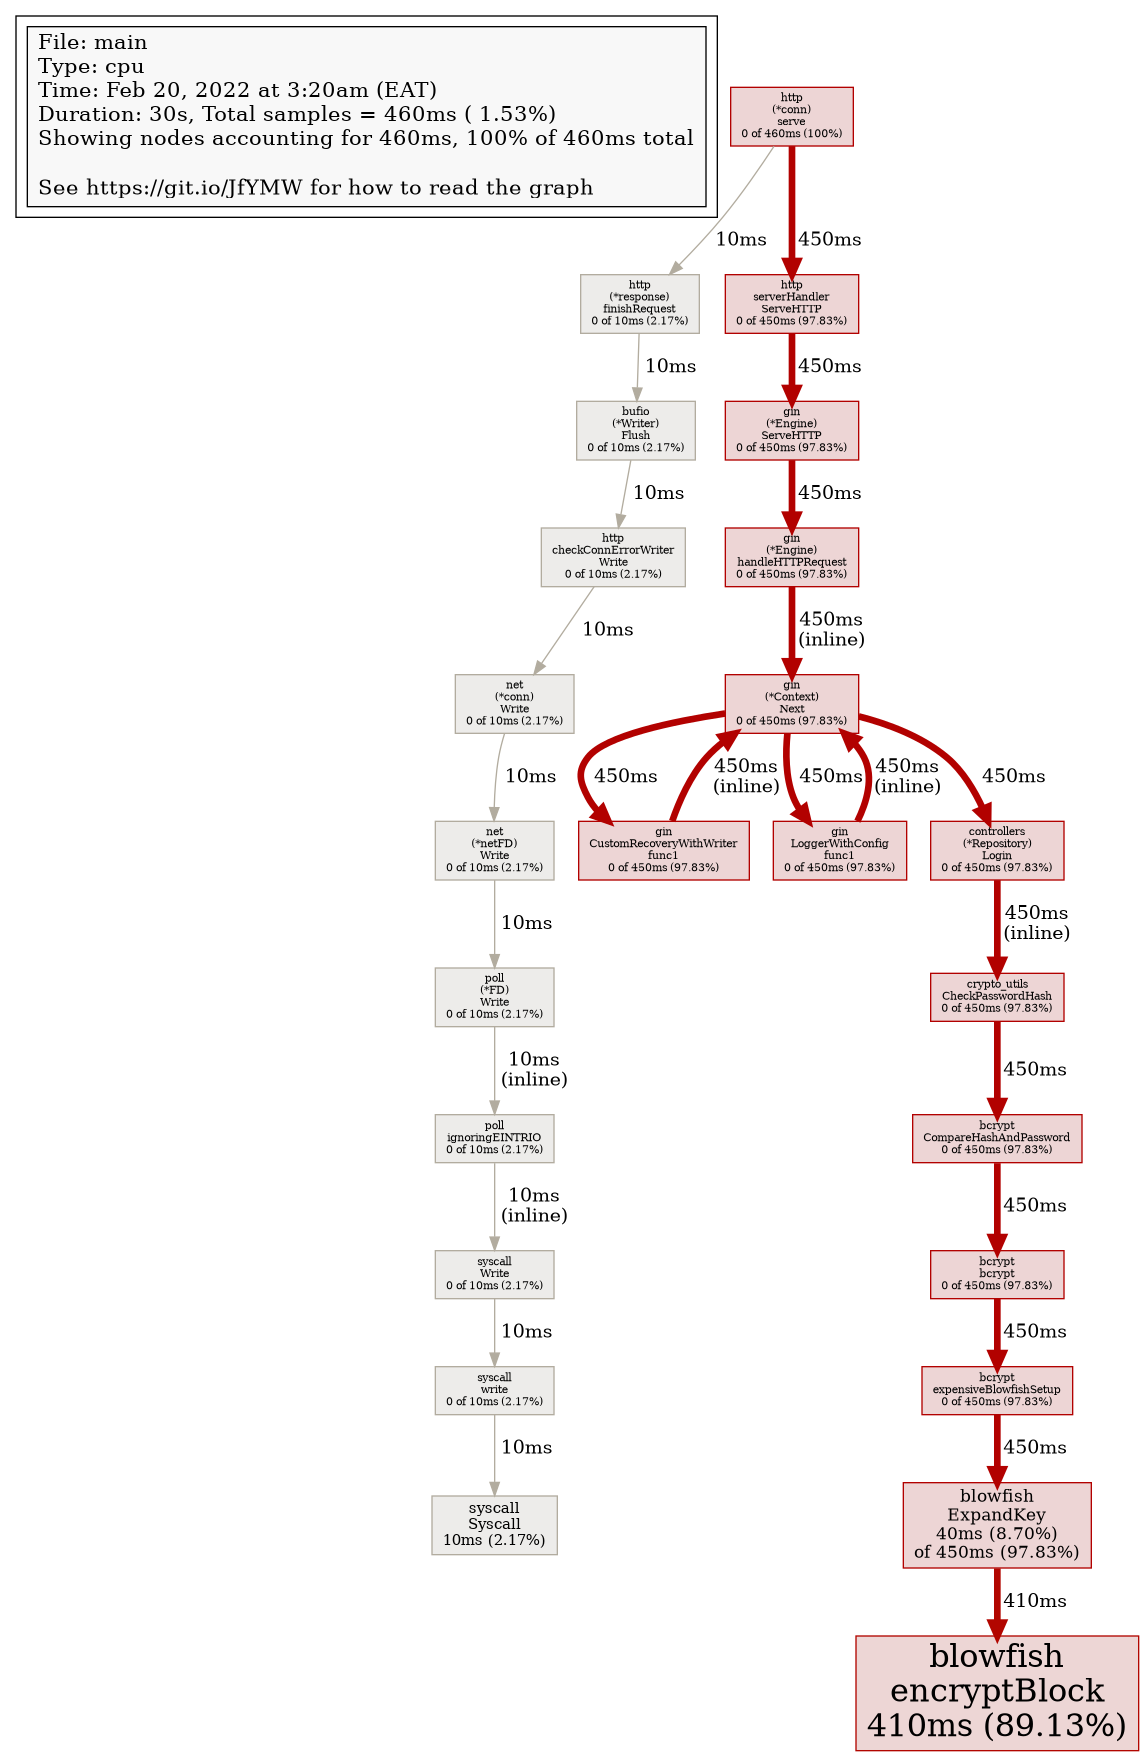 File: main
Type: cpu
Time: Feb 20, 2022 at 3:20am (EAT)
Duration: 30s, Total samples = 460ms ( 1.53%)
Showing nodes accounting for 460ms, 100% of 460ms total
See https://git.io/JfYMW for how to read the graph
http
(*conn)
serve
0 of 460ms (100%)
10ms
450ms
http
(*response)
finishRequest
0 of 10ms (2.17%)
http
serverHandler
ServeHTTP
0 of 450ms (97.83%)
10ms
450ms
bufio
(*Writer)
Flush
0 of 10ms (2.17%)
gin
(*Engine)
ServeHTTP
0 of 450ms (97.83%)
10ms
450ms
http
checkConnErrorWriter
Write
0 of 10ms (2.17%)
gin
(*Engine)
handleHTTPRequest
0 of 450ms (97.83%)
10ms
450ms
(inline)
net
(*conn)
Write
0 of 10ms (2.17%)
gin
(*Context)
Next
0 of 450ms (97.83%)
10ms
450ms
450ms
(inline)
450ms
450ms
(inline)
450ms
net
(*netFD)
Write
0 of 10ms (2.17%)
gin
CustomRecoveryWithWriter
func1
0 of 450ms (97.83%)
gin
LoggerWithConfig
func1
0 of 450ms (97.83%)
controllers
(*Repository)
Login
0 of 450ms (97.83%)
10ms
450ms
(inline)
poll
(*FD)
Write
0 of 10ms (2.17%)
crypto_utils
CheckPasswordHash
0 of 450ms (97.83%)
10ms
(inline)
450ms
poll
ignoringEINTRIO
0 of 10ms (2.17%)
bcrypt
CompareHashAndPassword
0 of 450ms (97.83%)
10ms
(inline)
450ms
syscall
Write
0 of 10ms (2.17%)
bcrypt
bcrypt
0 of 450ms (97.83%)
10ms
450ms
syscall
write
0 of 10ms (2.17%)
bcrypt
expensiveBlowfishSetup
0 of 450ms (97.83%)
10ms
450ms
syscall
Syscall
10ms (2.17%)
blowfish
ExpandKey
40ms (8.70%)
of 450ms (97.83%)
410ms
blowfish
encryptBlock
410ms (89.13%)